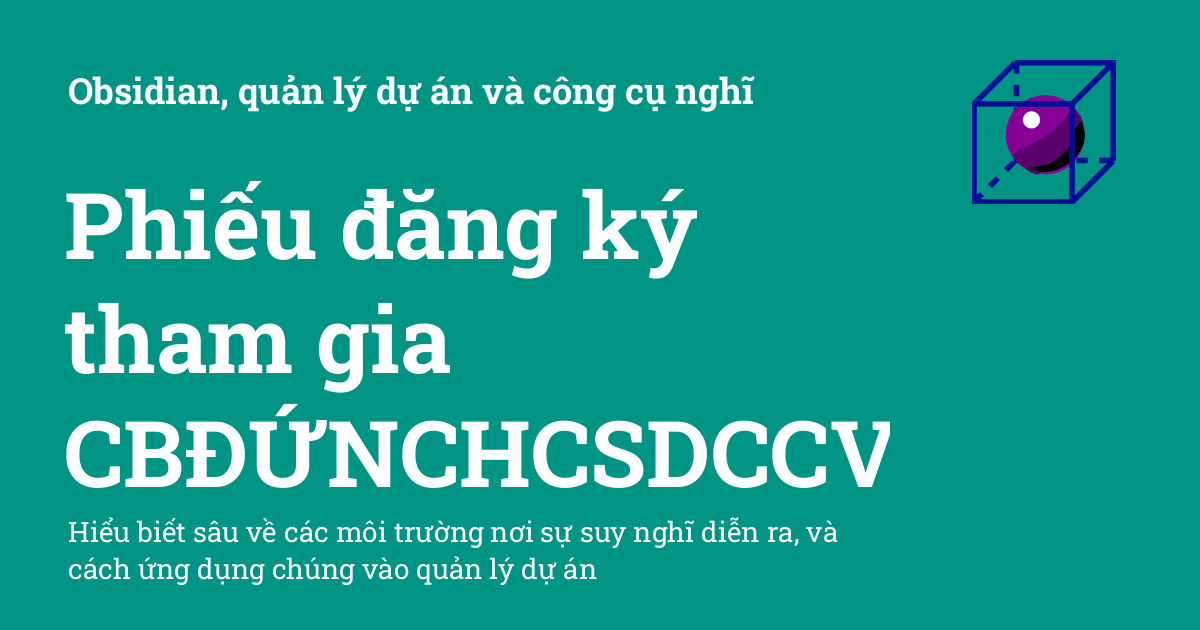 Obsidian, quản lý dự án và công cụ nghĩ
Phiếu đăng ký
tham gia
CBĐỨNCHCSDCCV
Hiểu biết sâu về các môi trường nơi sự suy nghĩ diễn ra, và
cách ứng dụng chúng vào quản lý dự án